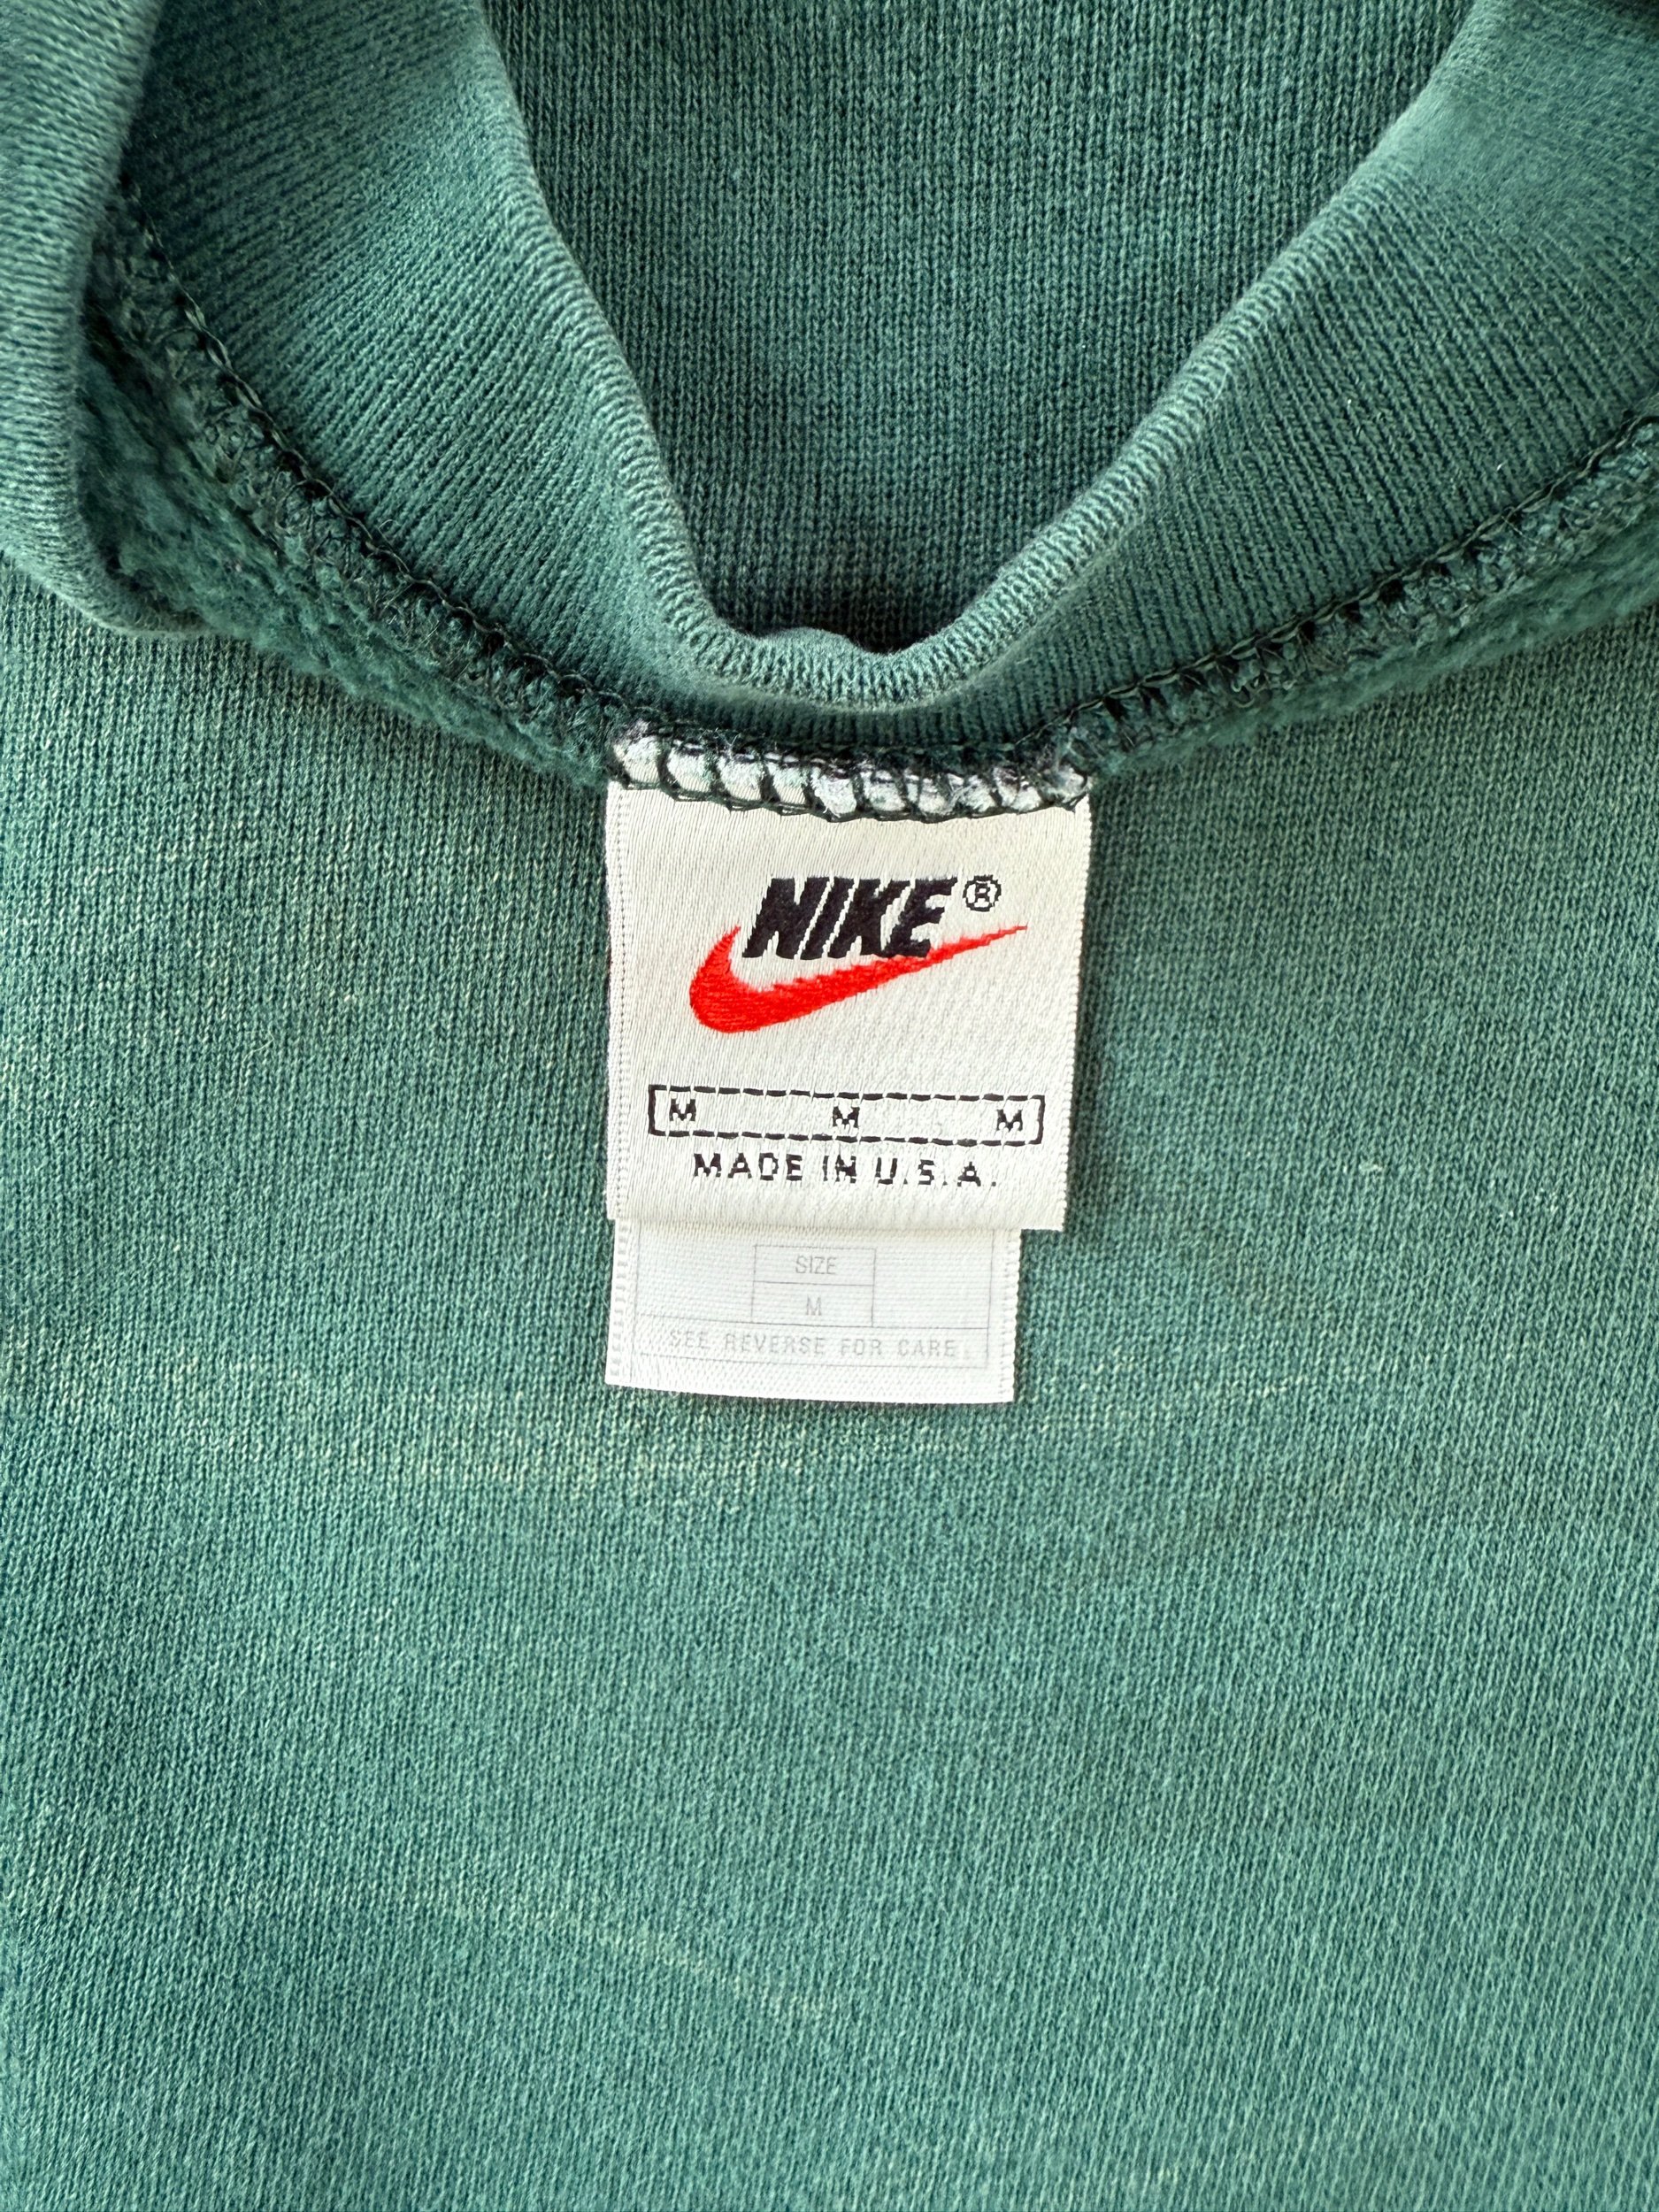 NIKE®
M M M
MADE IN U.S.A.
SIZE
M
SEE REVERSE FOR CARE.